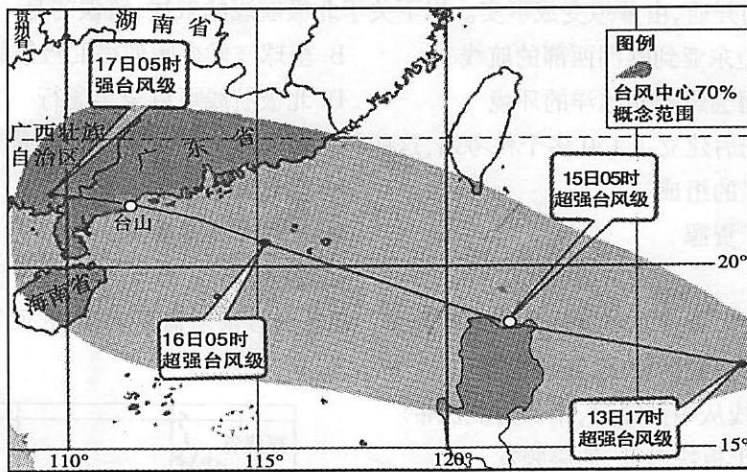 贵州省
湖南省
17日05时
强台风级
广西壮族
自治区
广东省
台山
海南省
16日05时
超强台风级
15日05时
超强台风级
13日17时
超强台风级
图例
台风中心70%
概念范围
20°
15°
110°
115°
120°